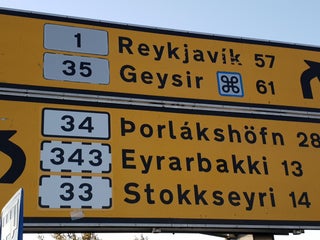 1 Reykjavík 57
35 Geysir ⌘ 61
34 Þorlákshöfn 28
343 Eyrarbakki 13
33 Stokkseyri 14